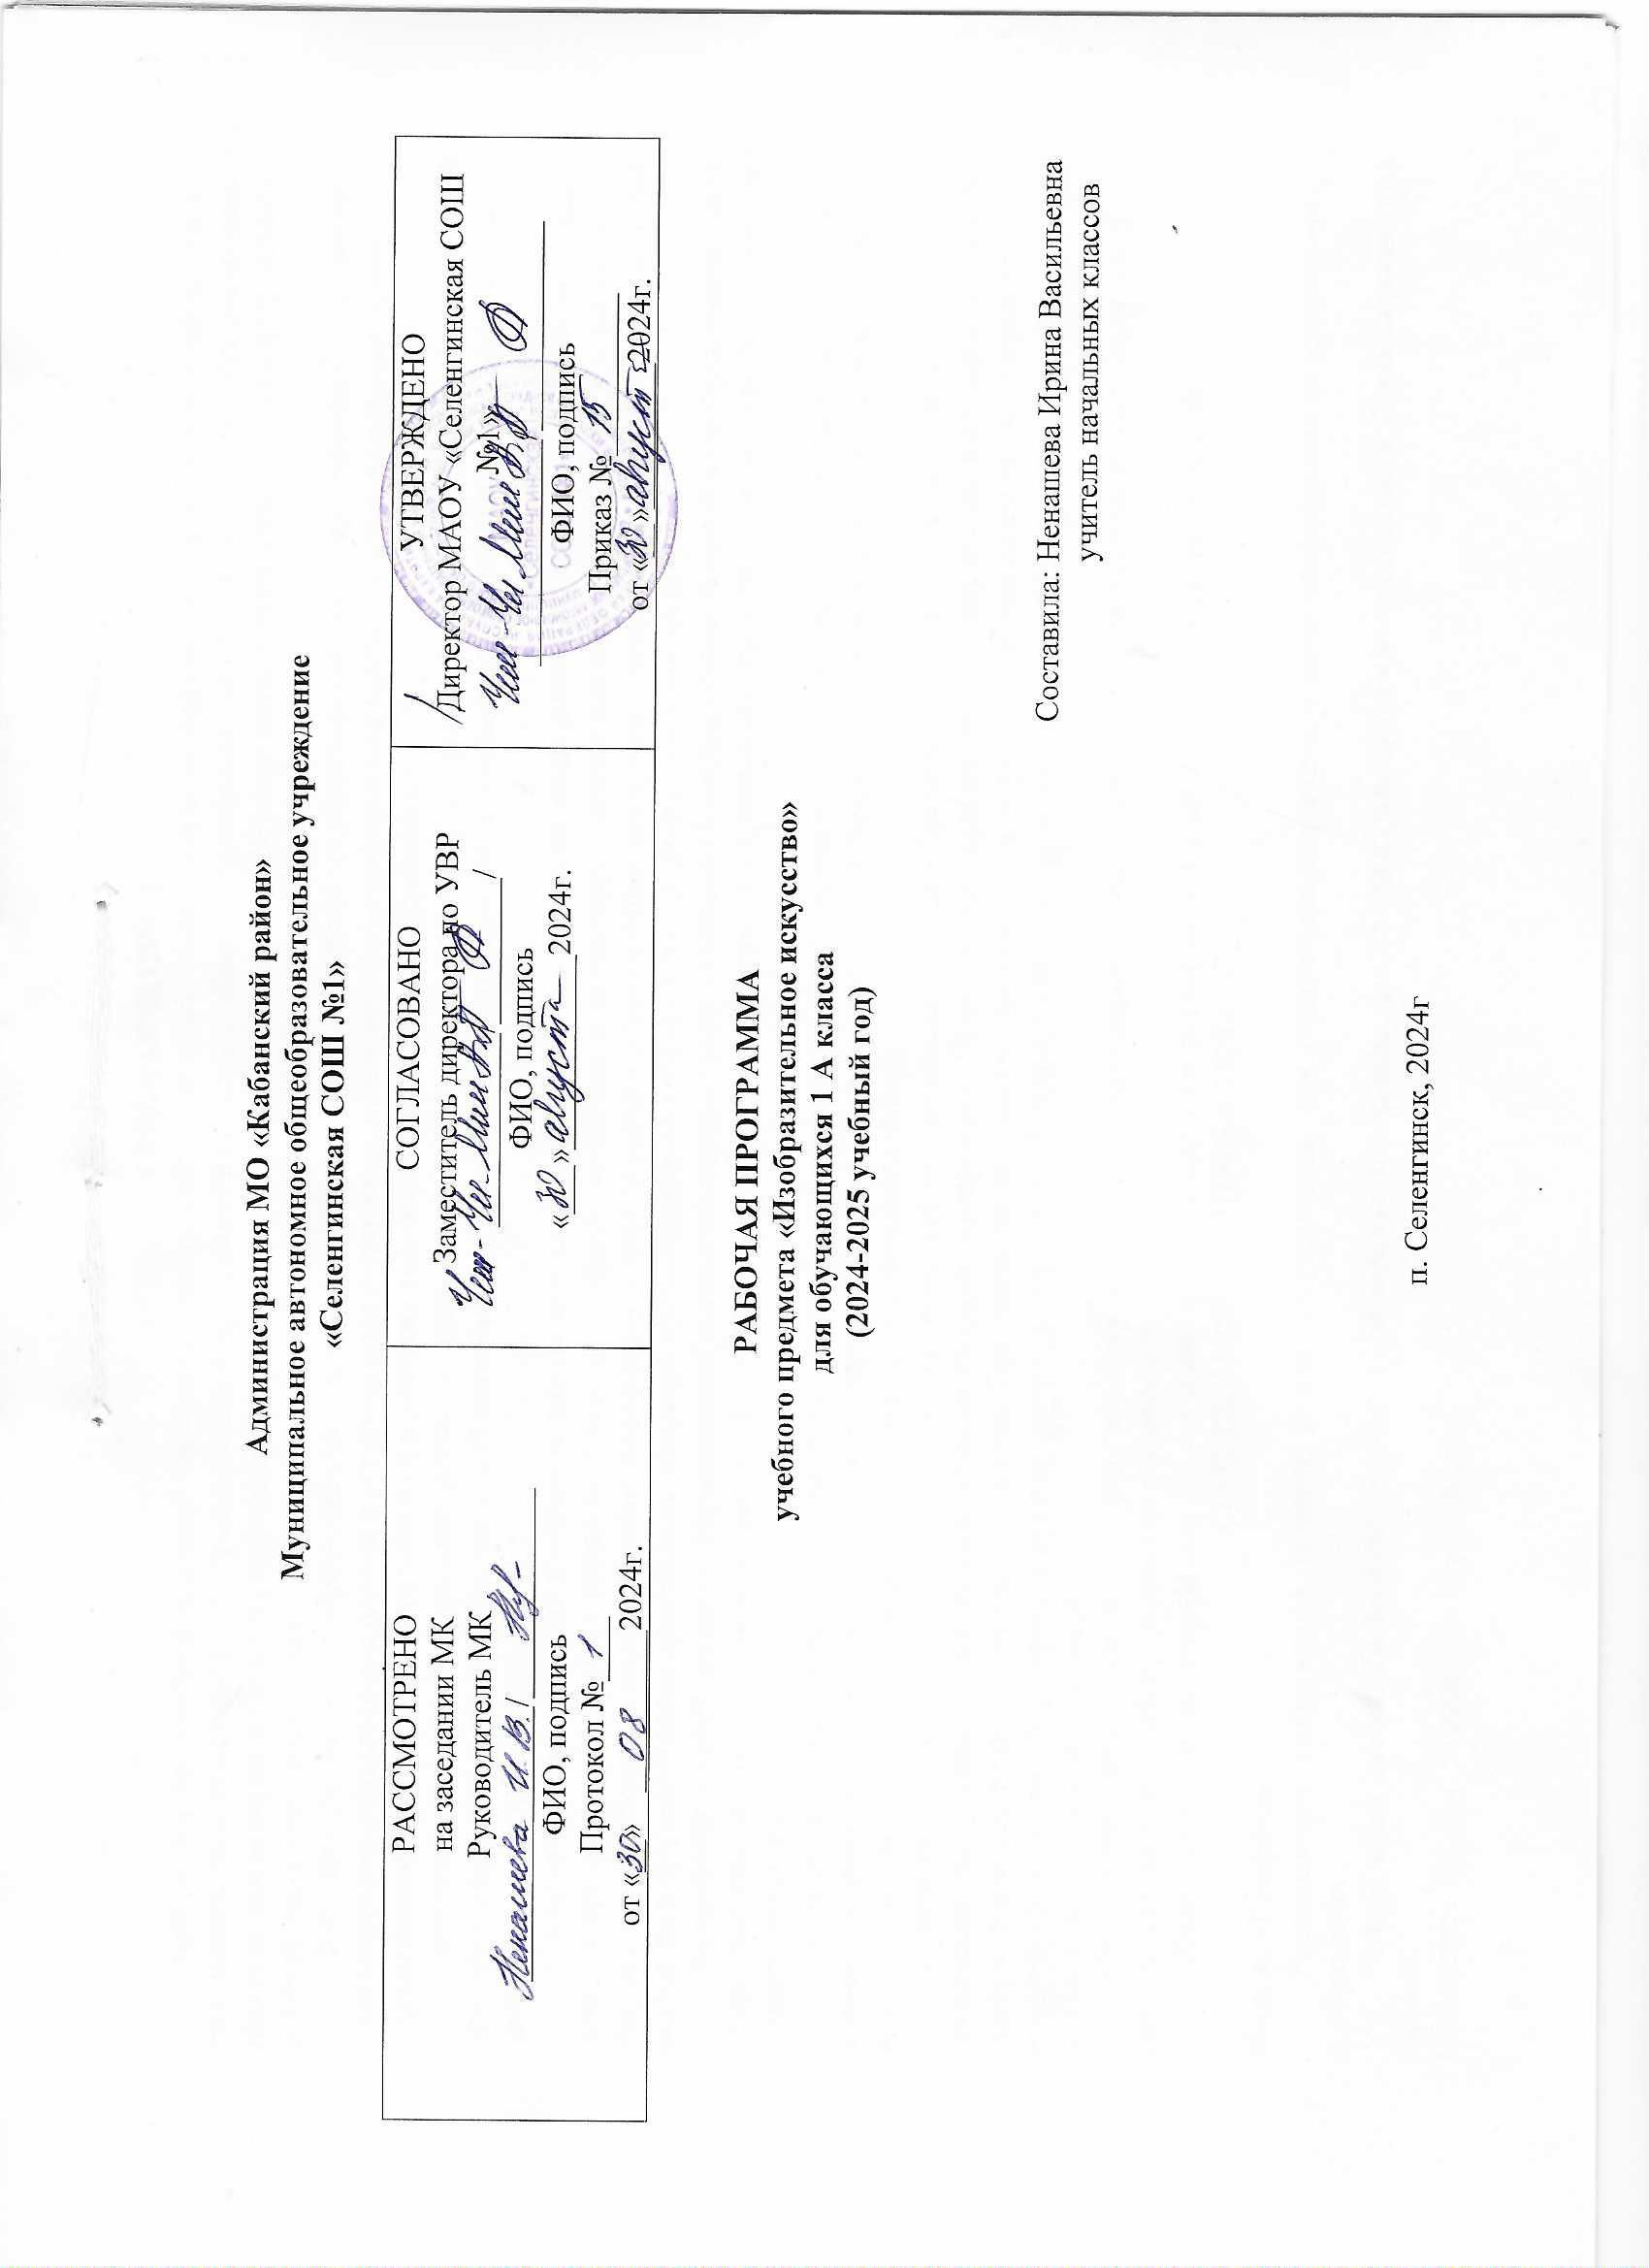 Администрация МО «Кабанский район»
Муниципальное автономное общеобразовательное учреждение
«Селенгинская СОШ №1»
РАССМОТРЕНО
на заседании МК
Руководитель МК
Ненашева И.В. /
ФИО, подпись
Протокол № 1
от «30» 08 2024г.
СОГЛАСОВАНО
Заместитель директора по УВР
/
ФИО, подпись
«30» августа 2024г.
УТВЕРЖДЕНО
/Директор МАОУ «Селенгинская СОШ
№1»
ФИО, подпись
Приказ № 15
от «30» август 2024г.
РАБОЧАЯ ПРОГРАММА
учебного предмета «Изобразительное искусство»
для обучающихся 1 А класса
(2024-2025 учебный год)
Составила: Ненашева Ирина Васильевна
учитель начальных классов
п. Селенгинск, 2024г